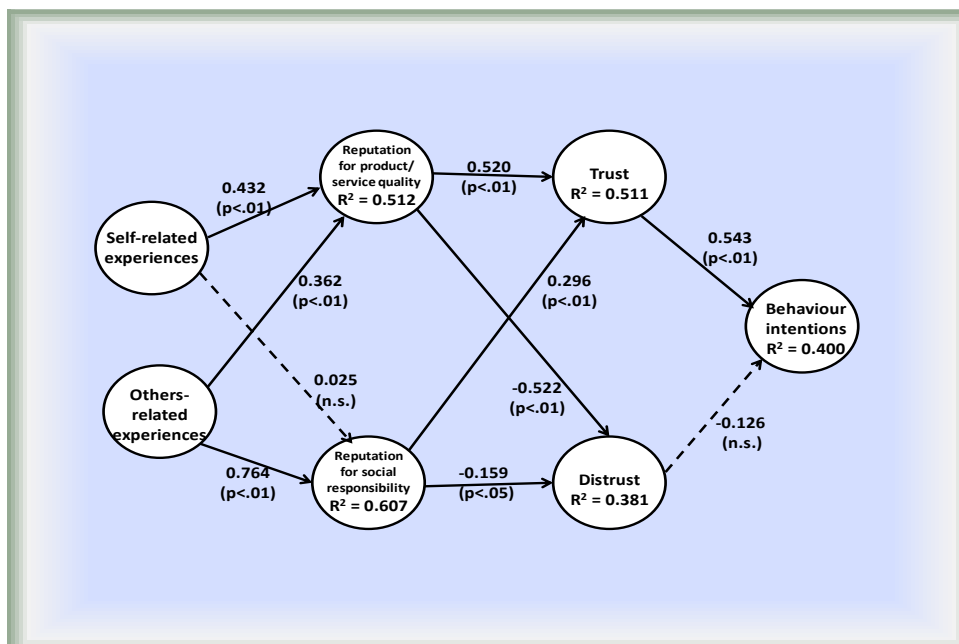 Reputation
for product/
service quality
R² = 0.512
0.520
(p<.01)
Trust
R² = 0.511
0.432
(p<.01)
Self-related
experiences
0.362
(p<.01)
0.296
(p<.01)
0.543
(p<.01)
Behaviour
intentions
R² = 0.400
Others-
related
experiences
0.025
(n.s.)
-0.522
(p<.01)
-0.126
(n.s.)
0.764
(p<.01)
Reputation
for social
responsibility
R² = 0.607
-0.159
(p<.05)
Distrust
R² = 0.381